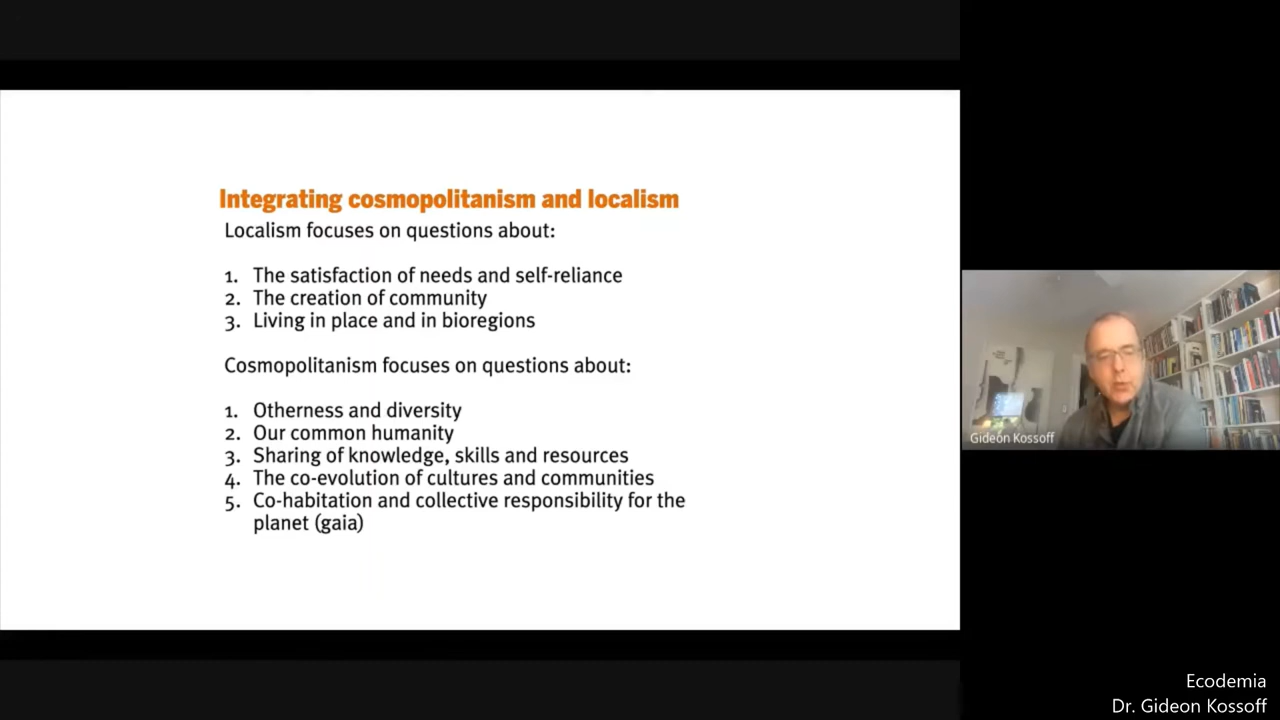 Integrating cosmopolitanism and localism
Localism focuses on questions about:
1. The satisfaction of needs and self-reliance
2. The creation of community
3. Living in place and in bioregions
Cosmopolitanism focuses on questions about:
1. Otherness and diversity
2. Our common humanity
3. Sharing of knowledge, skills and resources
4. The co-evolution of cultures and communities
5. Co-habitation and collective responsibility for the
planet (gaia)
Gideon Kossoff
Ecodemia
Dr. Gideon Kossoff